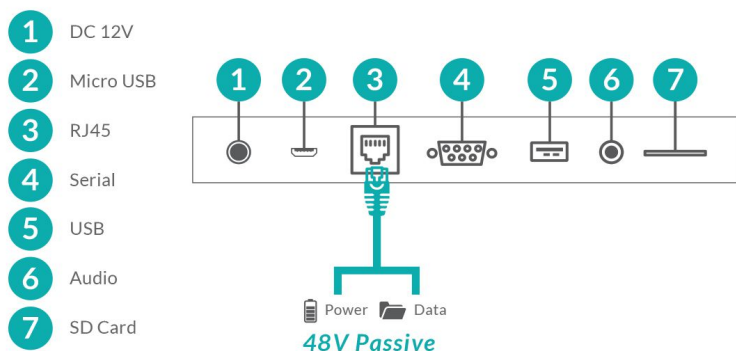 1 DC 12V
2 Micro USB
3 RJ45
4 Serial
5 USB
6 Audio
7 SD Card
1 2 3 4 5 6 7
Power Data
48V Passive